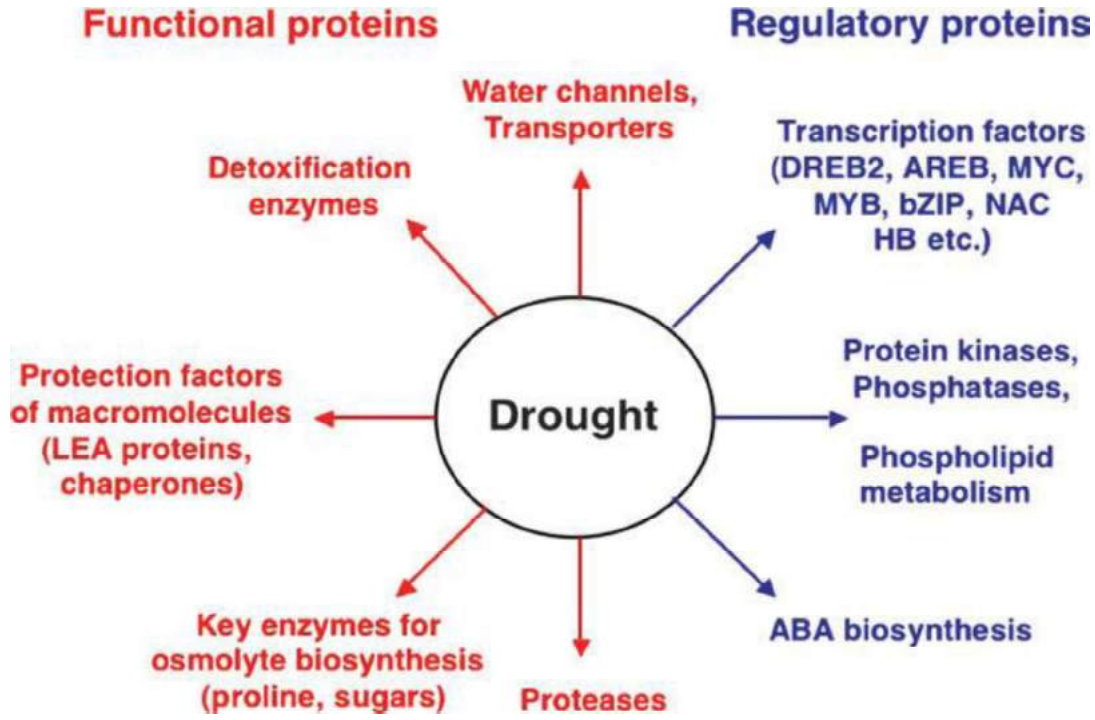 Functional proteins
Regulatory proteins
Water channels,
Transporters
Detoxification
enzymes
Transcription factors
(DREB2, AREB, MYC,
MYB, bZIP, NAC
HB etc.)
Protection factors
of macromolecules
(LEA proteins,
chaperones)
Drought
Protein kinases,
Phosphatases,
Phospholipid
metabolism
Key enzymes for
osmolyte biosynthesis
(proline, sugars)
Proteases
ABA biosynthesis